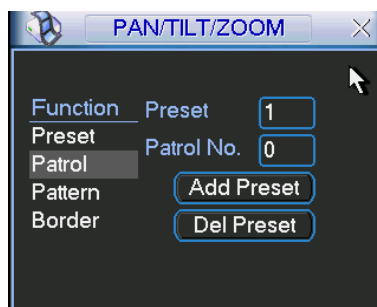 PAN/TILT/ZOOM
Function
Preset
Patrol
Pattern
Border
Preset 1
Patrol No. 0
Add Preset
Del Preset